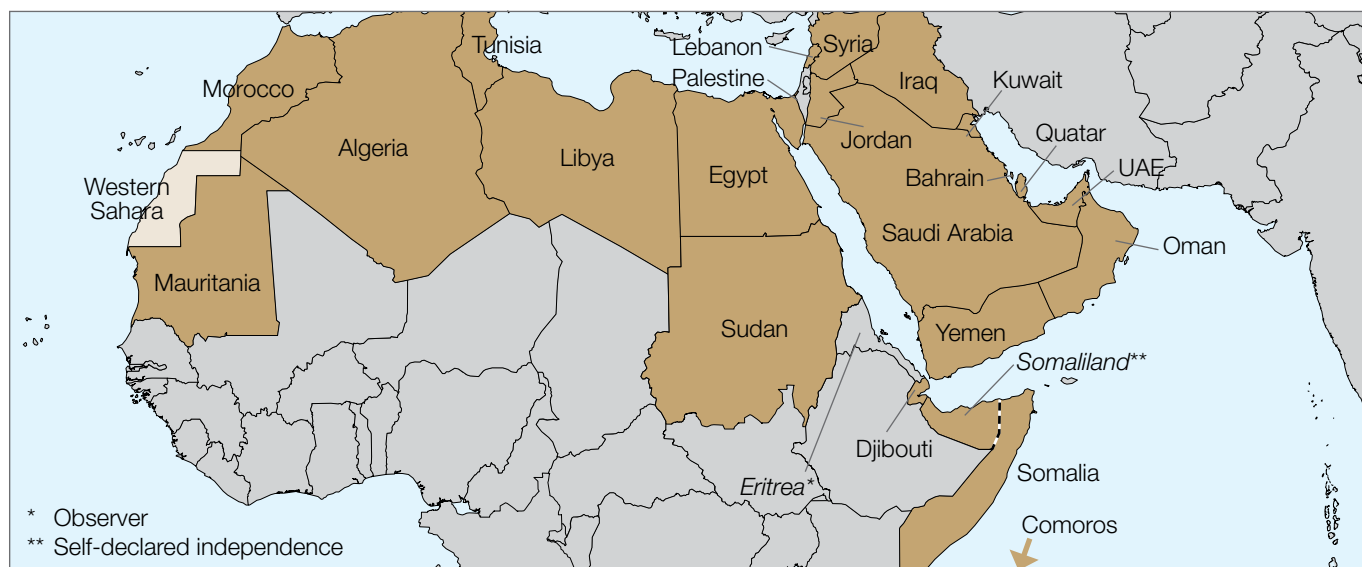 Tunisia
Lebanon
Syria
Palestine
Iraq
Kuwait
Morocco
Algeria
Libya
Egypt
Jordan
Quatar
Bahrain
UAE
Western
Sahara
Saudi Arabia
Oman
Mauritania
Sudan
Yemen
Somaliland**
Djibouti
Eritrea*
Somalia
Comoros
* Observer
** Self-declared independence